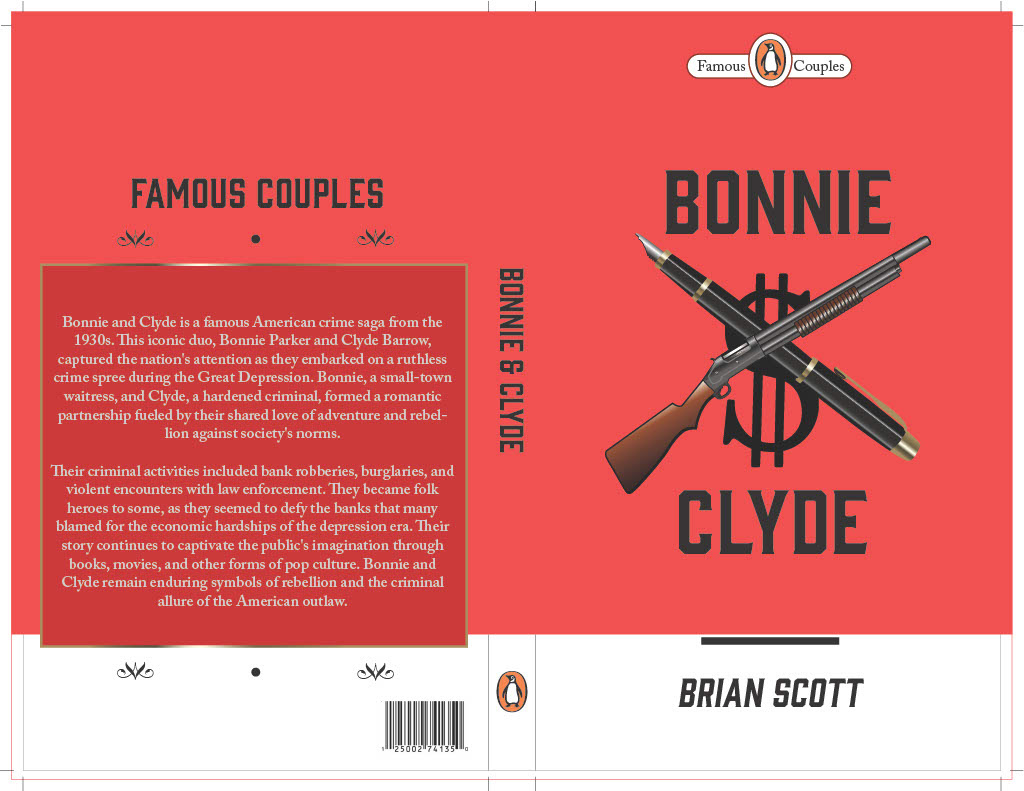 FAMOUS COUPLES
Bonnie and Clyde is a famous American crime saga from the
1930s. This iconic duo, Bonnie Parker and Clyde Barrow,
captured the nation's attention as they embarked on a ruthless
crime spree during the Great Depression. Bonnie, a small-town
waitress, and Clyde, a hardened criminal, formed a romantic
partnership fueled by their shared love of adventure and rebel-
lion against society's norms.
Their criminal activities included bank robberies, burglaries, and
violent encounters with law enforcement. They became folk
heroes to some, as they seemed to defy the banks that many
blamed for the economic hardships of the depression era. Their
story continues to captivate the public's imagination through
books, movies, and other forms of pop culture. Bonnie and
Clyde remain enduring symbols of rebellion and the criminal
allure of the American outlaw.
1 25002 74135 0
BONNIE & CLYDE
Famous Couples
BONNIE
$
CLYDE
BRIAN SCOTT